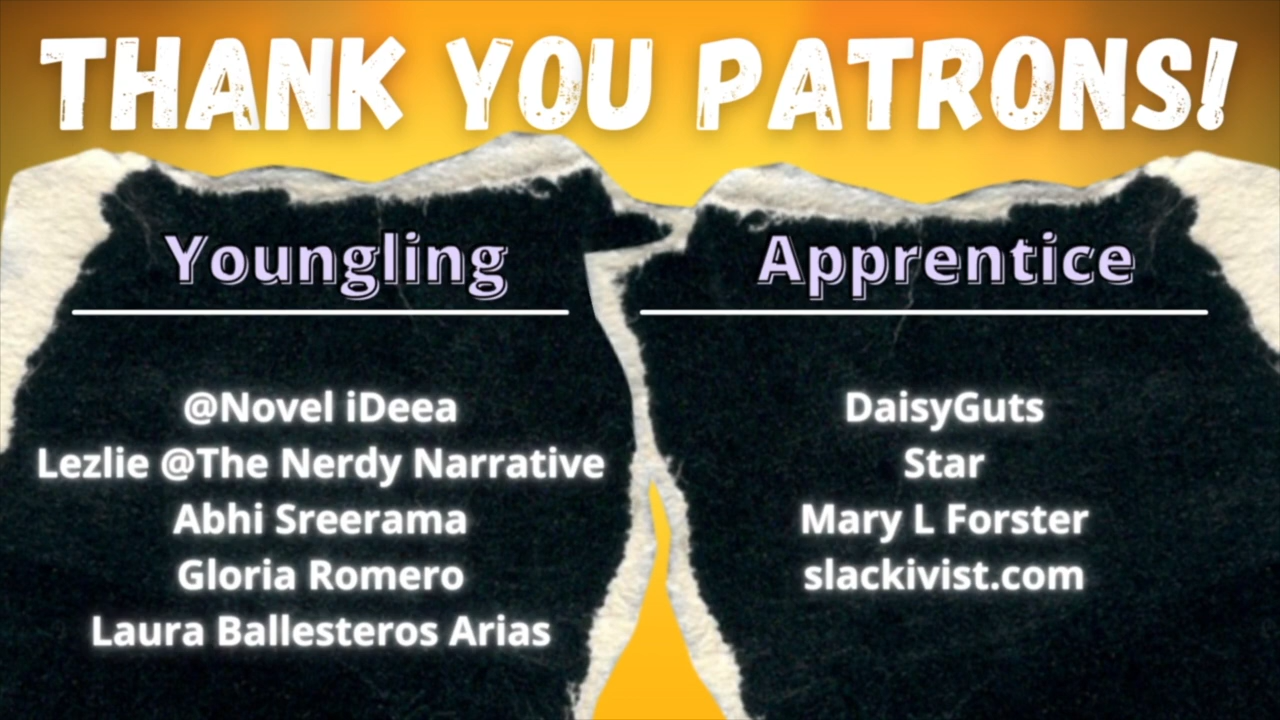 THANK YOU PATRONS!
Youngling
@Novel iDeea
Lezlie @The Nerdy Narrative
Abhi Sreerama
Gloria Romero
Laura Ballesteros Arias
Apprentice
DaisyGuts
Star
Mary L Forster
slackivist.com